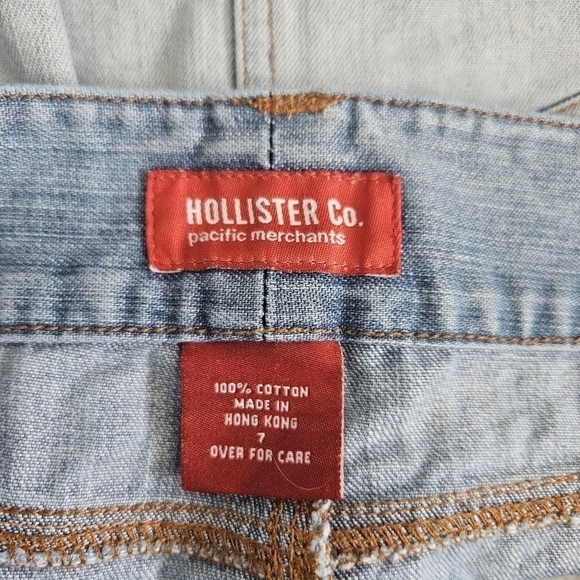 HOLLISTER Co.
pacific merchants
100% COTTON
MADE IN
HONG KONG
7
OVER FOR CARE